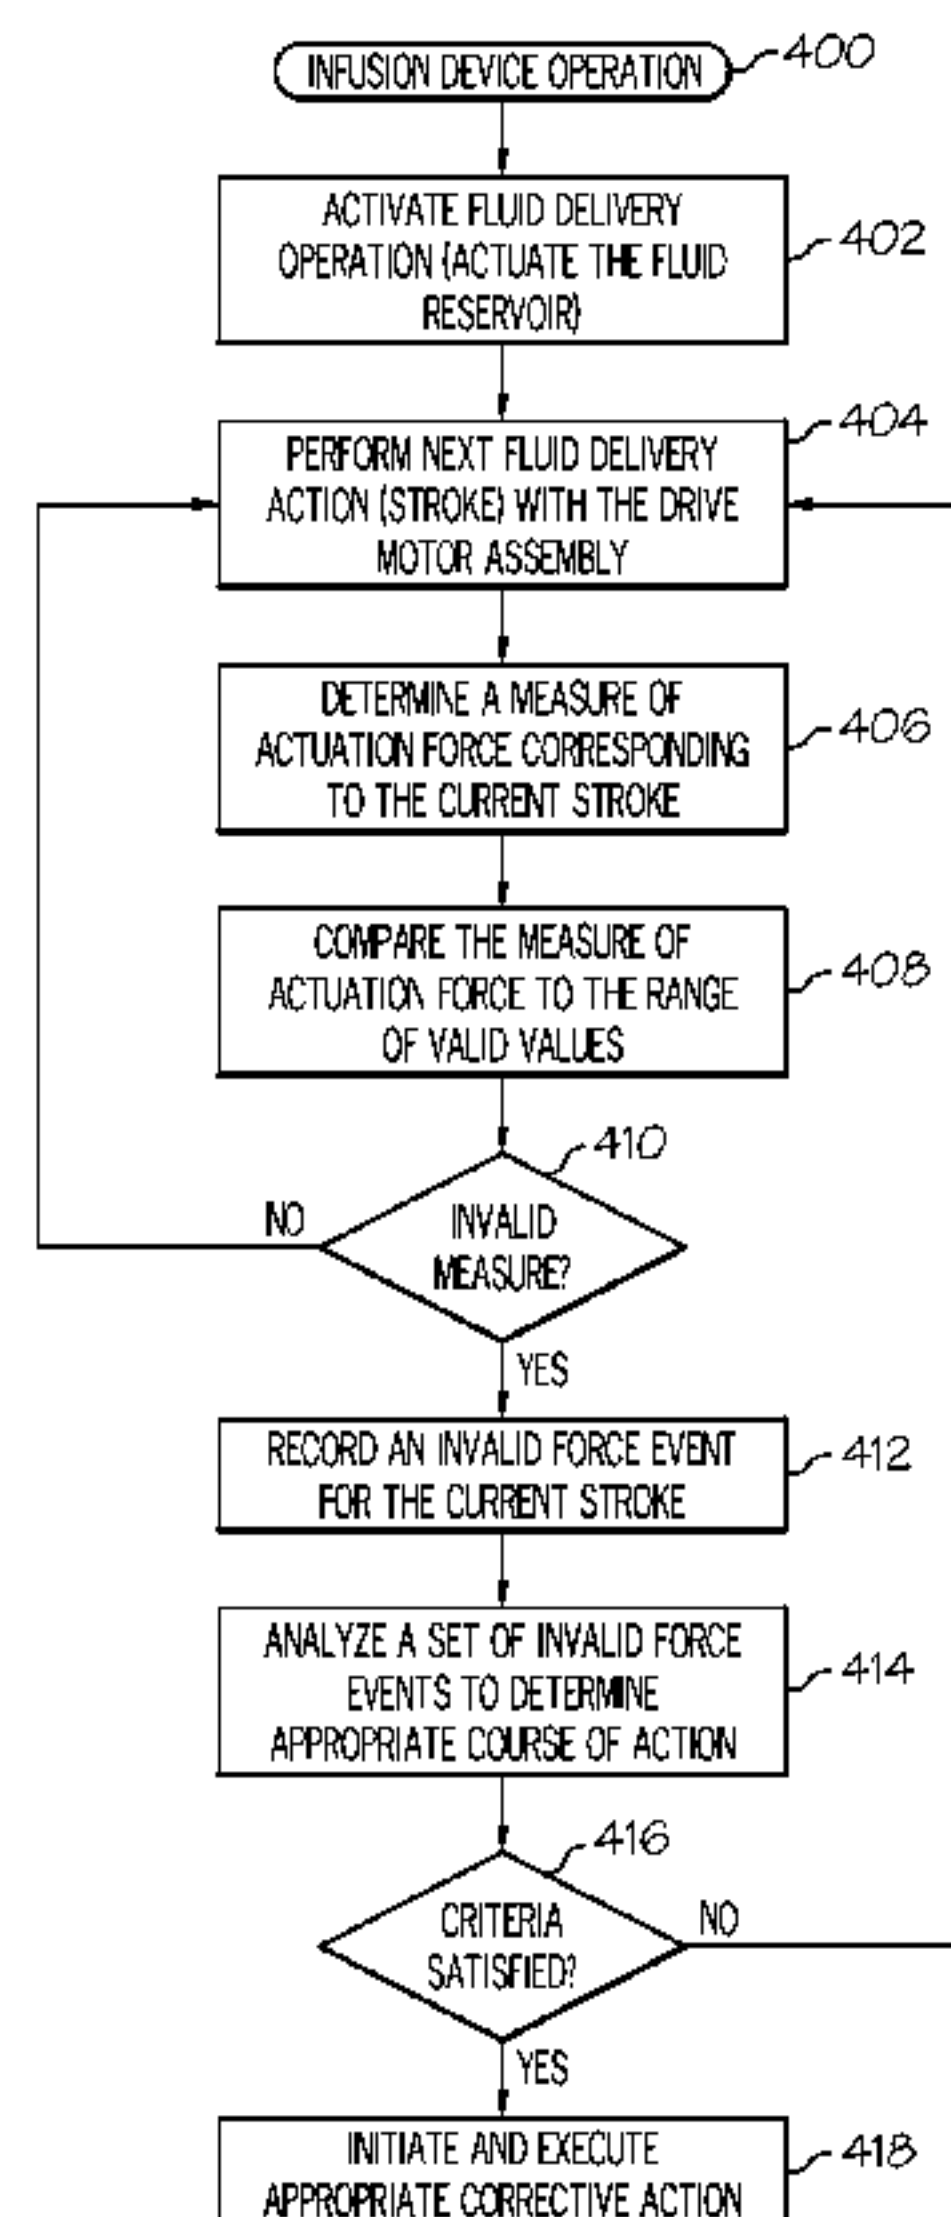 INFUSION DEVICE OPERATION
400
ACTIVATE FLUID DELIVERY
OPERATION (ACTUATE THE FLUID
RESERVOIR)
402
PERFORM NEXT FLUID DELIVERY
ACTION (STROKE) WITH THE DRIVE
MOTOR ASSEMBLY
404
DETERMINE A MEASURE OF
ACTUATION FORCE CORRESPONDING
TO THE CURRENT STROKE
406
COMPARE THE MEASURE OF
ACTUATION FORCE TO THE RANGE
OF VALID VALUES
408
410
INVALID
MEASURE?
NO
YES
RECORD AN INVALID FORCE EVENT
FOR THE CURRENT STROKE
412
ANALYZE A SET OF INVALID FORCE
EVENTS TO DETERMINE
APPROPRIATE COURSE OF ACTION
414
416
CRITERIA
SATISFIED?
NO
YES
INITIATE AND EXECUTE
APPROPRIATE CORRECTIVE ACTION
418